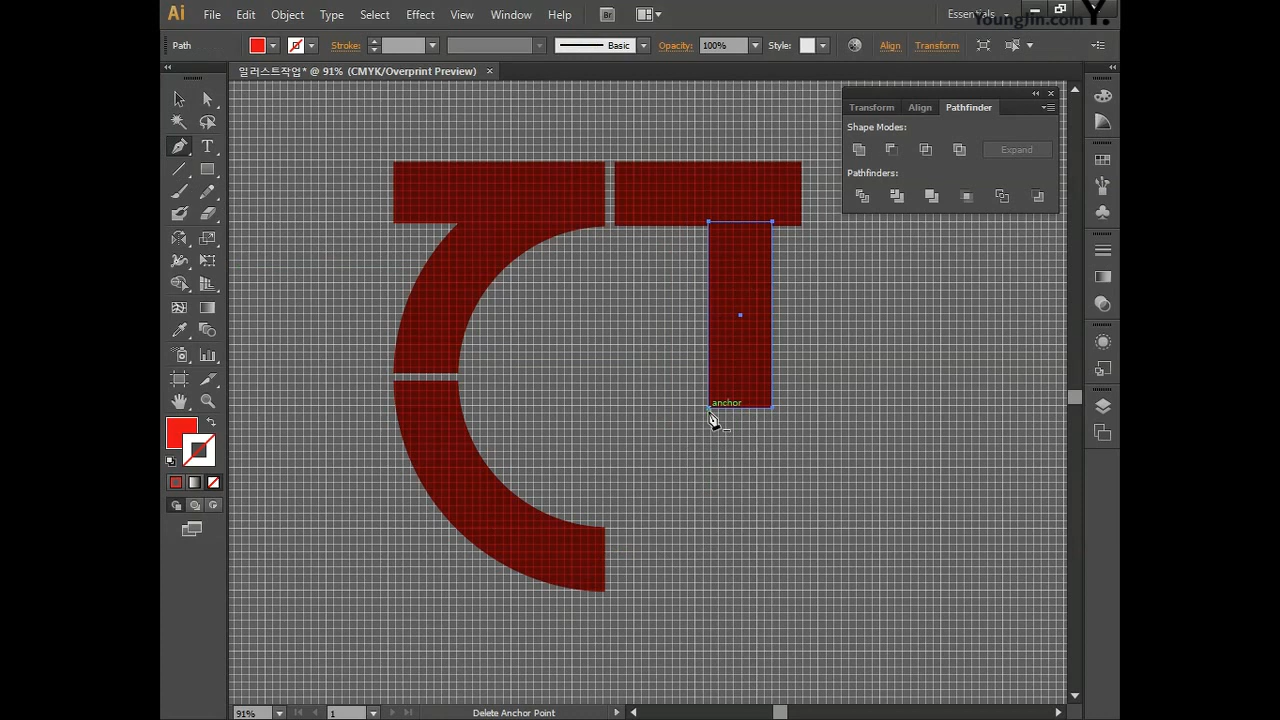 Ai File Edit Object Type Select Effect View Window Help Br Essentials
YoungJin.com Y.
Path Stroke: Basic Opacity: 100% Style: Align Transform
일러스트작업* @ 91% (CMYK/Overprint Preview) ×
Transform Align Pathfinder
Shape Modes:
Expand
Pathfinders:
anchor
91% 1 Delete Anchor Point